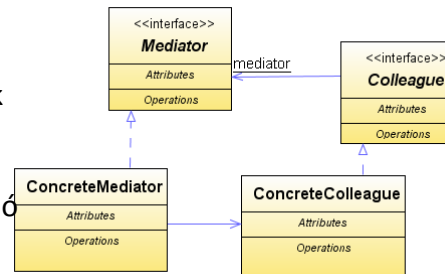 <<interface>>
Mediator
Attributes
Operations
mediator
<<interface>>
Colleague
Attributes
Operations
k
ConcreteMediator
Attributes
Operations
ó
ConcreteColleague
Attributes
Operations